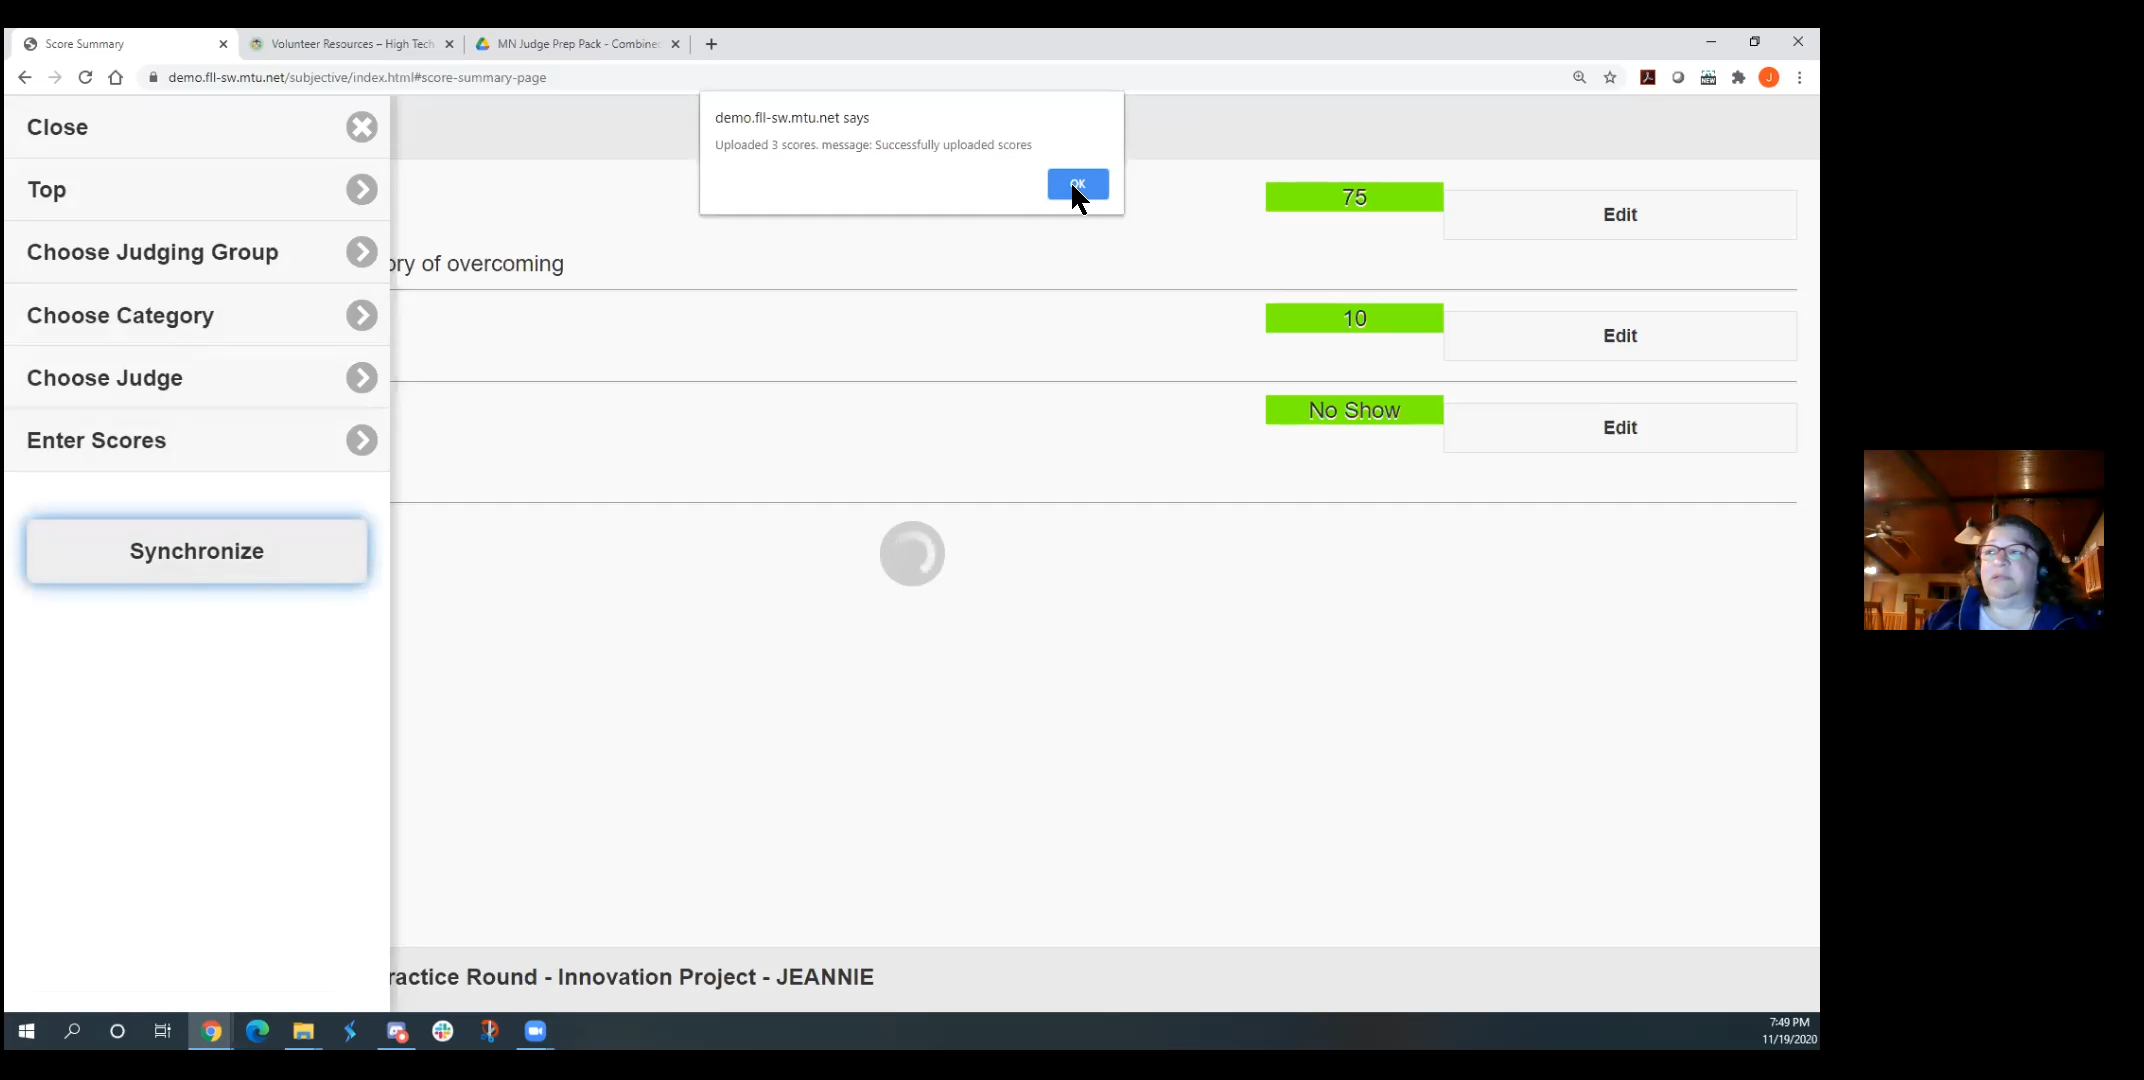 Score Summary
Volunteer Resources – High Tech
MN Judge Prep Pack - Combine
demo.fll-sw.mtu.net/subjective/index.html#score-summary-page
J
demo.fll-sw.mtu.net says
Uploaded 3 scores. message: Successfully uploaded scores
OK
Close
Top
Choose Judging Group
Choose Category
Choose Judge
Enter Scores
Synchronize
75
Edit
ory of overcoming
10
Edit
No Show
Edit
ractice Round - Innovation Project - JEANNIE
7:49 PM
11/19/2020